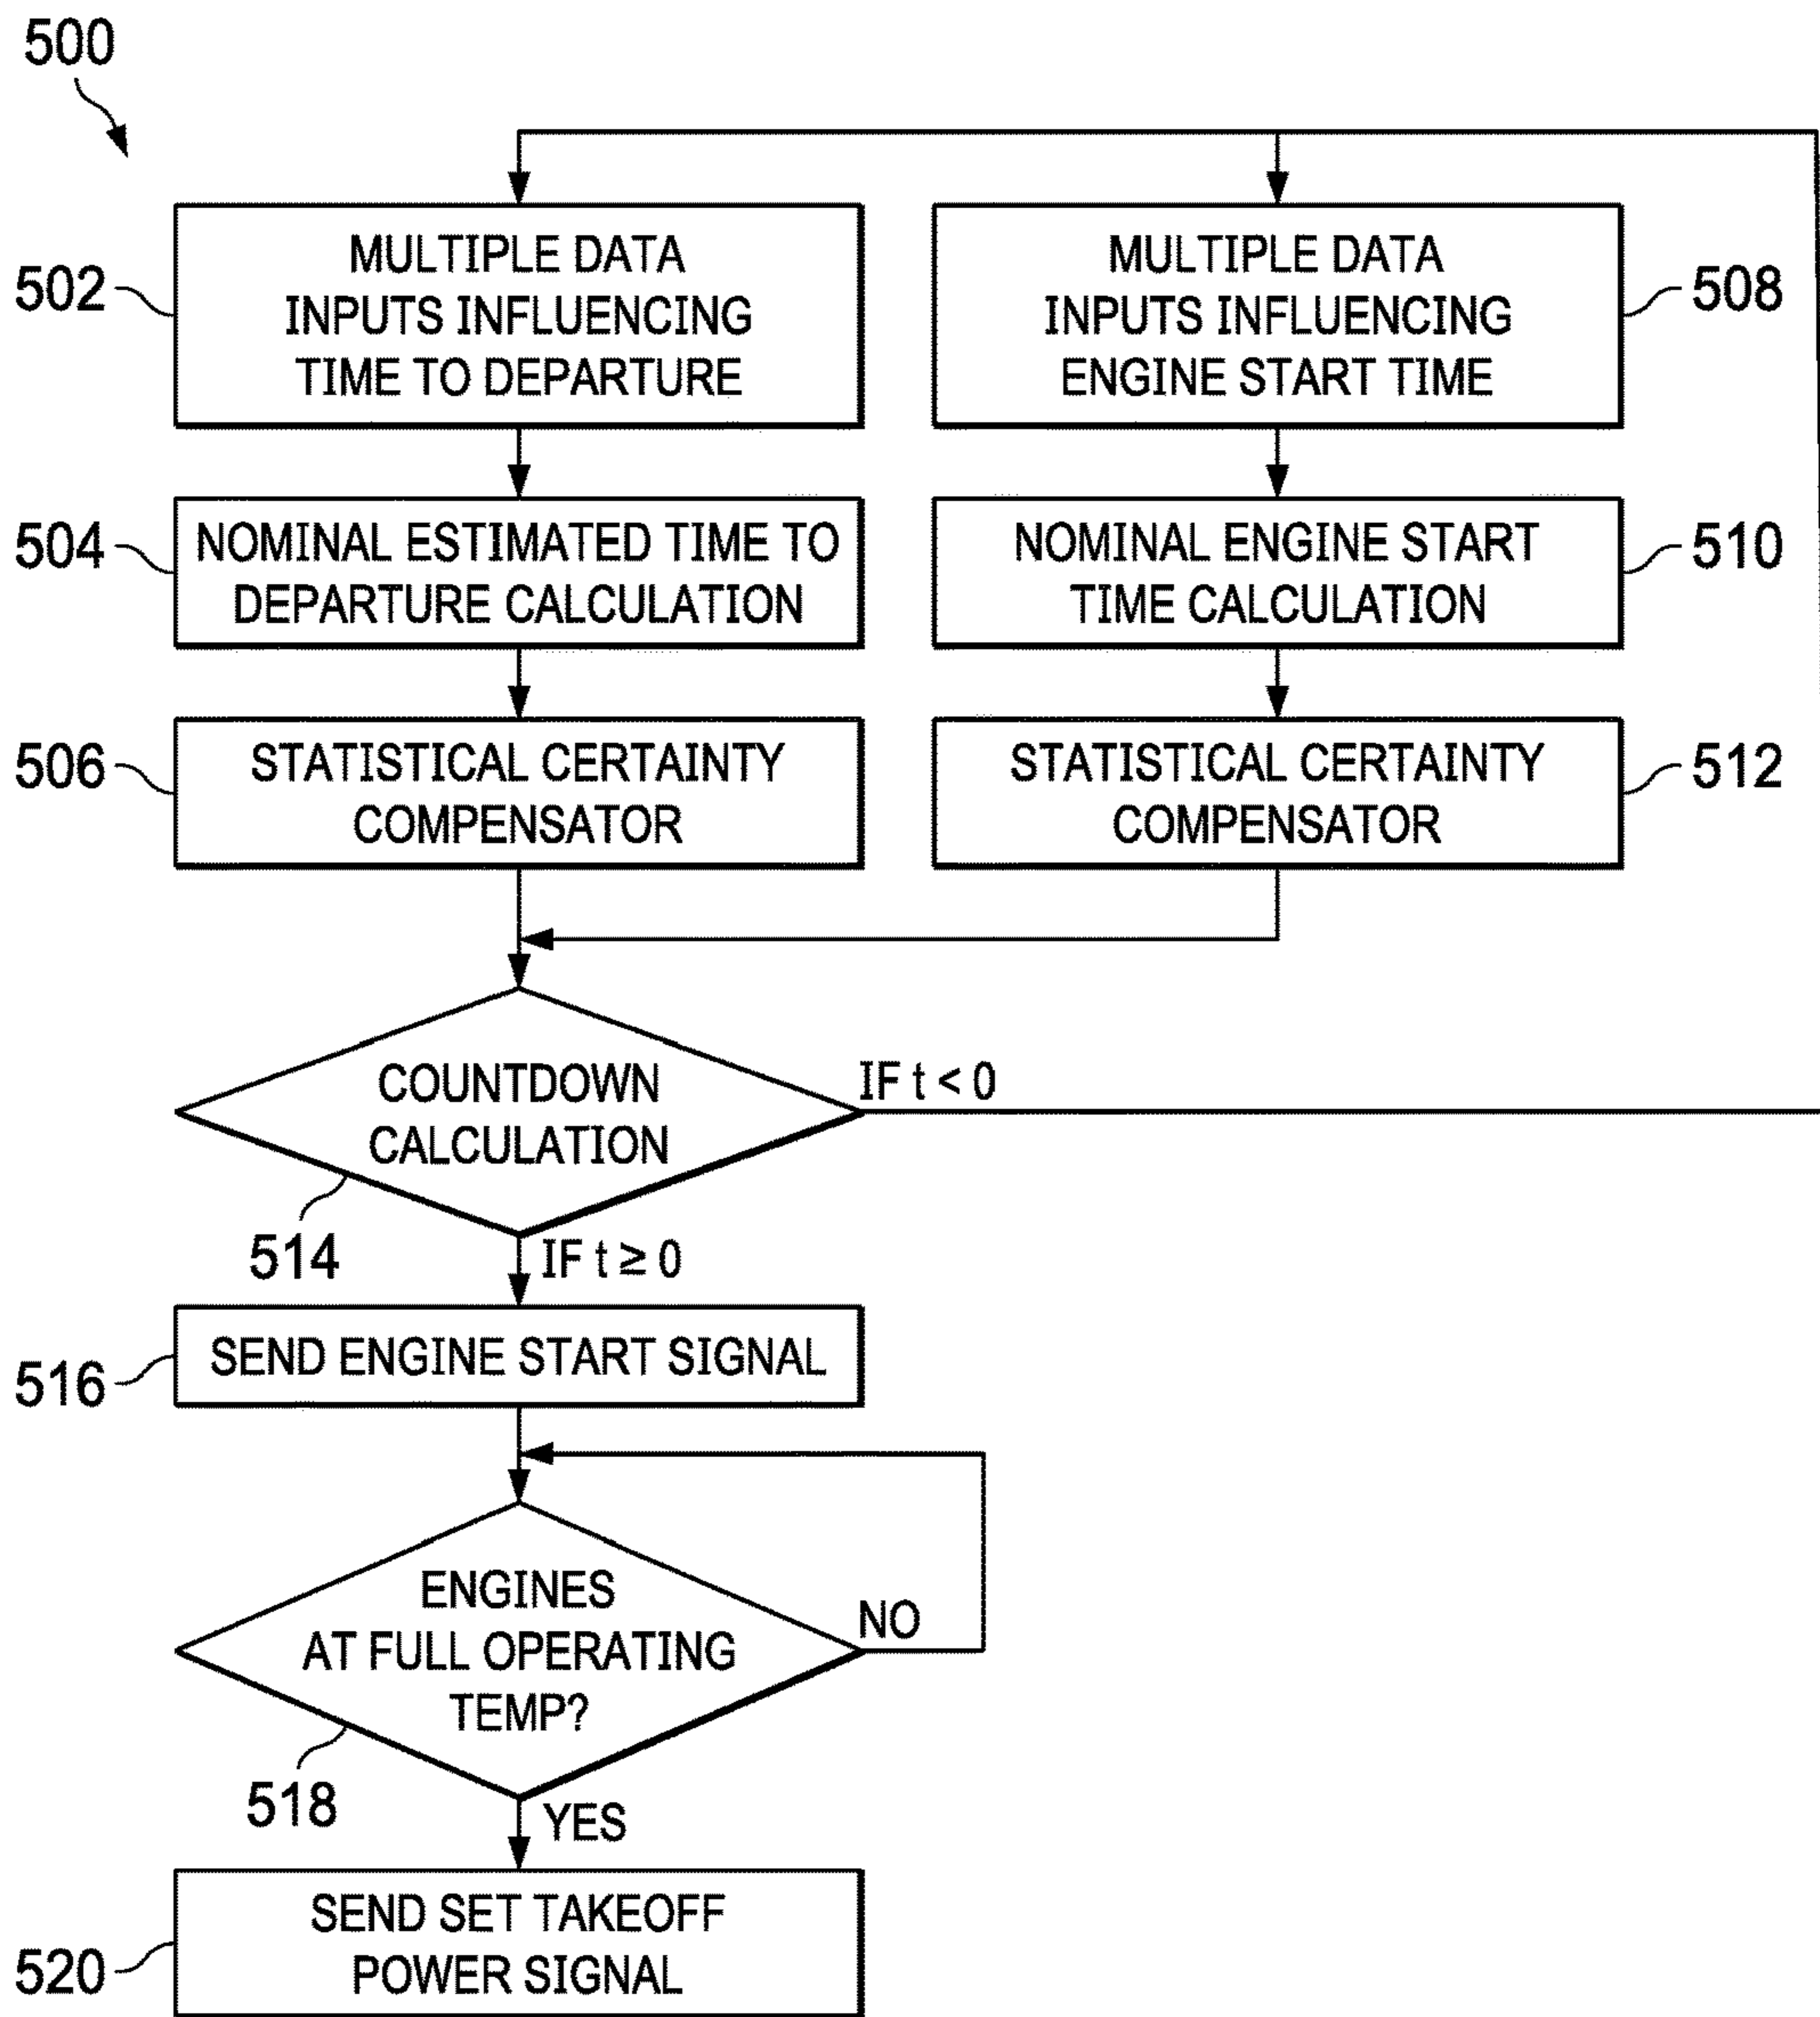 500
502
MULTIPLE DATA
INPUTS INFLUENCING
TIME TO DEPARTURE
MULTIPLE DATA
INPUTS INFLUENCING
ENGINE START TIME
508
504
NOMINAL ESTIMATED TIME TO
DEPARTURE CALCULATION
NOMINAL ENGINE START
TIME CALCULATION
510
506
STATISTICAL CERTAINTY
COMPENSATOR
STATISTICAL CERTAINTY
COMPENSATOR
512
COUNTDOWN
CALCULATION
IF t < 0
514
IF t ≥ 0
516
SEND ENGINE START SIGNAL
ENGINES
AT FULL OPERATING
TEMP?
NO
518
YES
520
SEND SET TAKEOFF
POWER SIGNAL